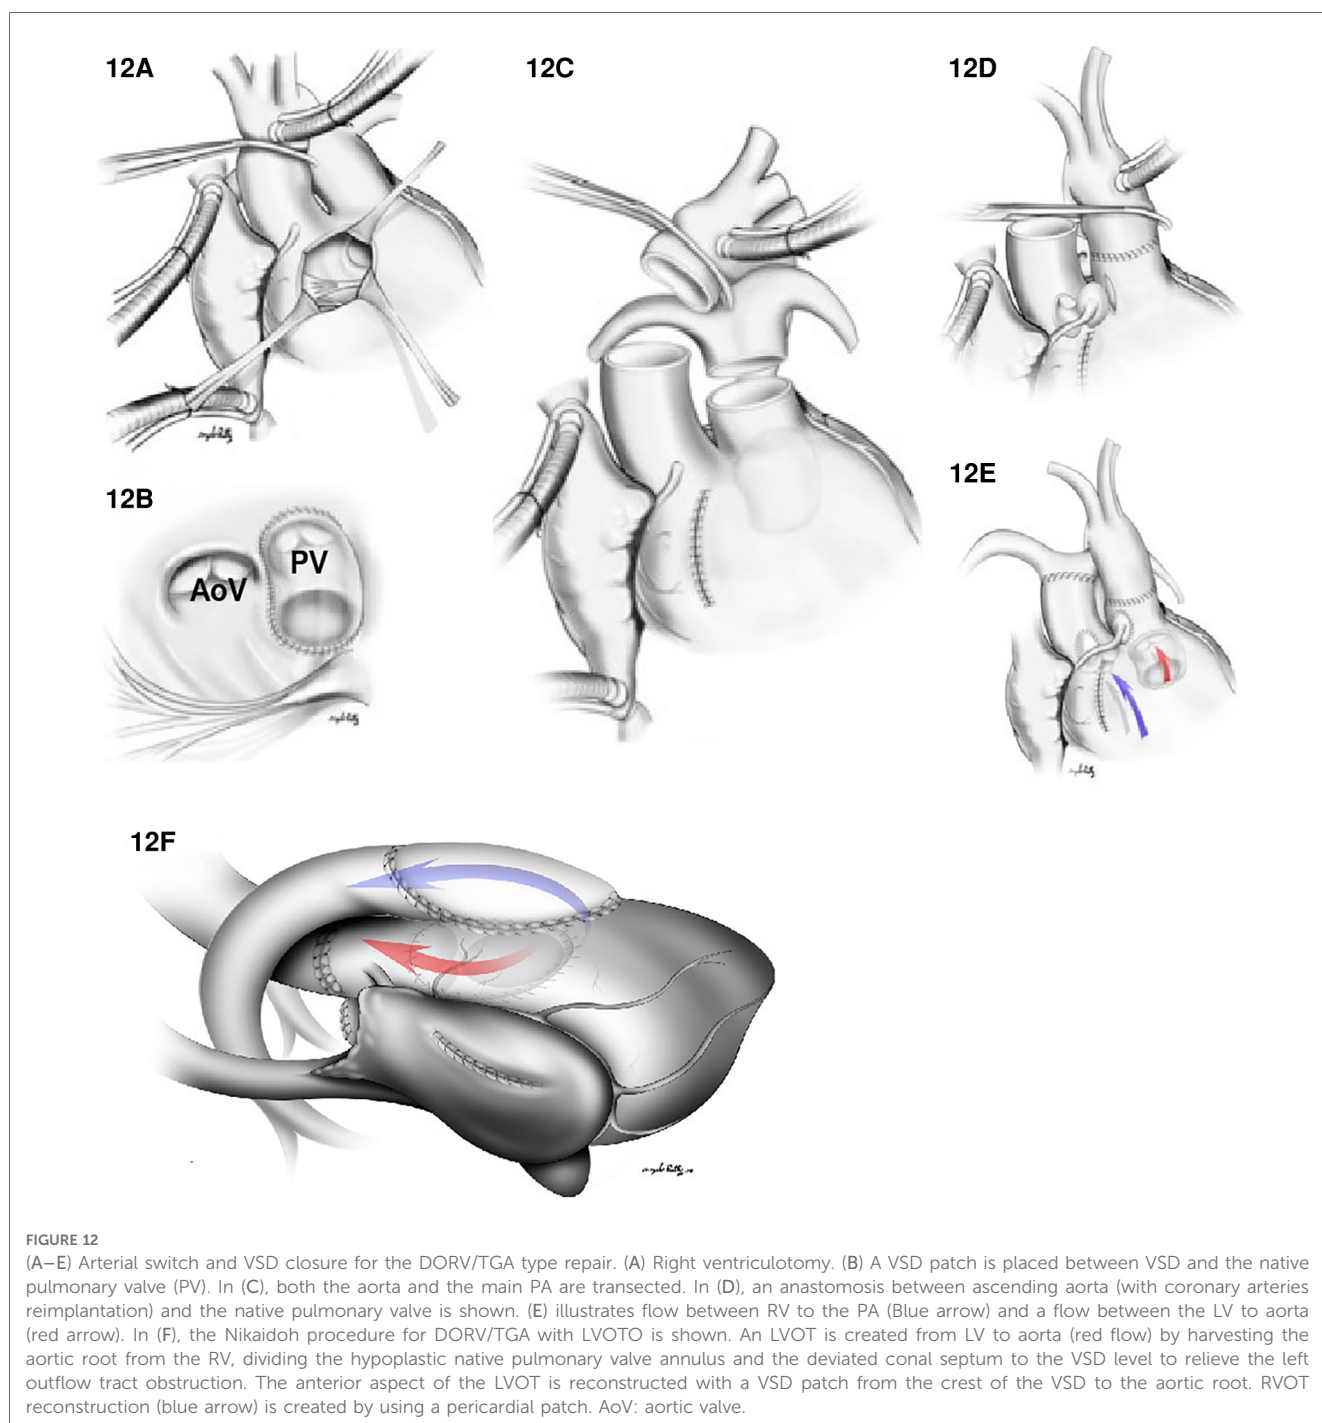 12A
12C
12D
12B
AoV
PV
12E
12F
FIGURE 12
(A–E) Arterial switch and VSD closure for the DORV/TGA type repair. (A) Right ventriculotomy. (B) A VSD patch is placed between VSD and the native
pulmonary valve (PV). In (C), both the aorta and the main PA are transected. In (D), an anastomosis between ascending aorta (with coronary arteries
reimplantation) and the native pulmonary valve is shown. (E) illustrates flow between RV to the PA (Blue arrow) and a flow between the LV to aorta
(red arrow). In (F), the Nikaidoh procedure for DORV/TGA with LVOTO is shown. An LVOT is created from LV to aorta (red flow) by harvesting the
aortic root from the RV, dividing the hypoplastic native pulmonary valve annulus and the deviated conal septum to the VSD level to relieve the left
outflow tract obstruction. The anterior aspect of the LVOT is reconstructed with a VSD patch from the crest of the VSD to the aortic root. RVOT
reconstruction (blue arrow) is created by using a pericardial patch. AoV: aortic valve.